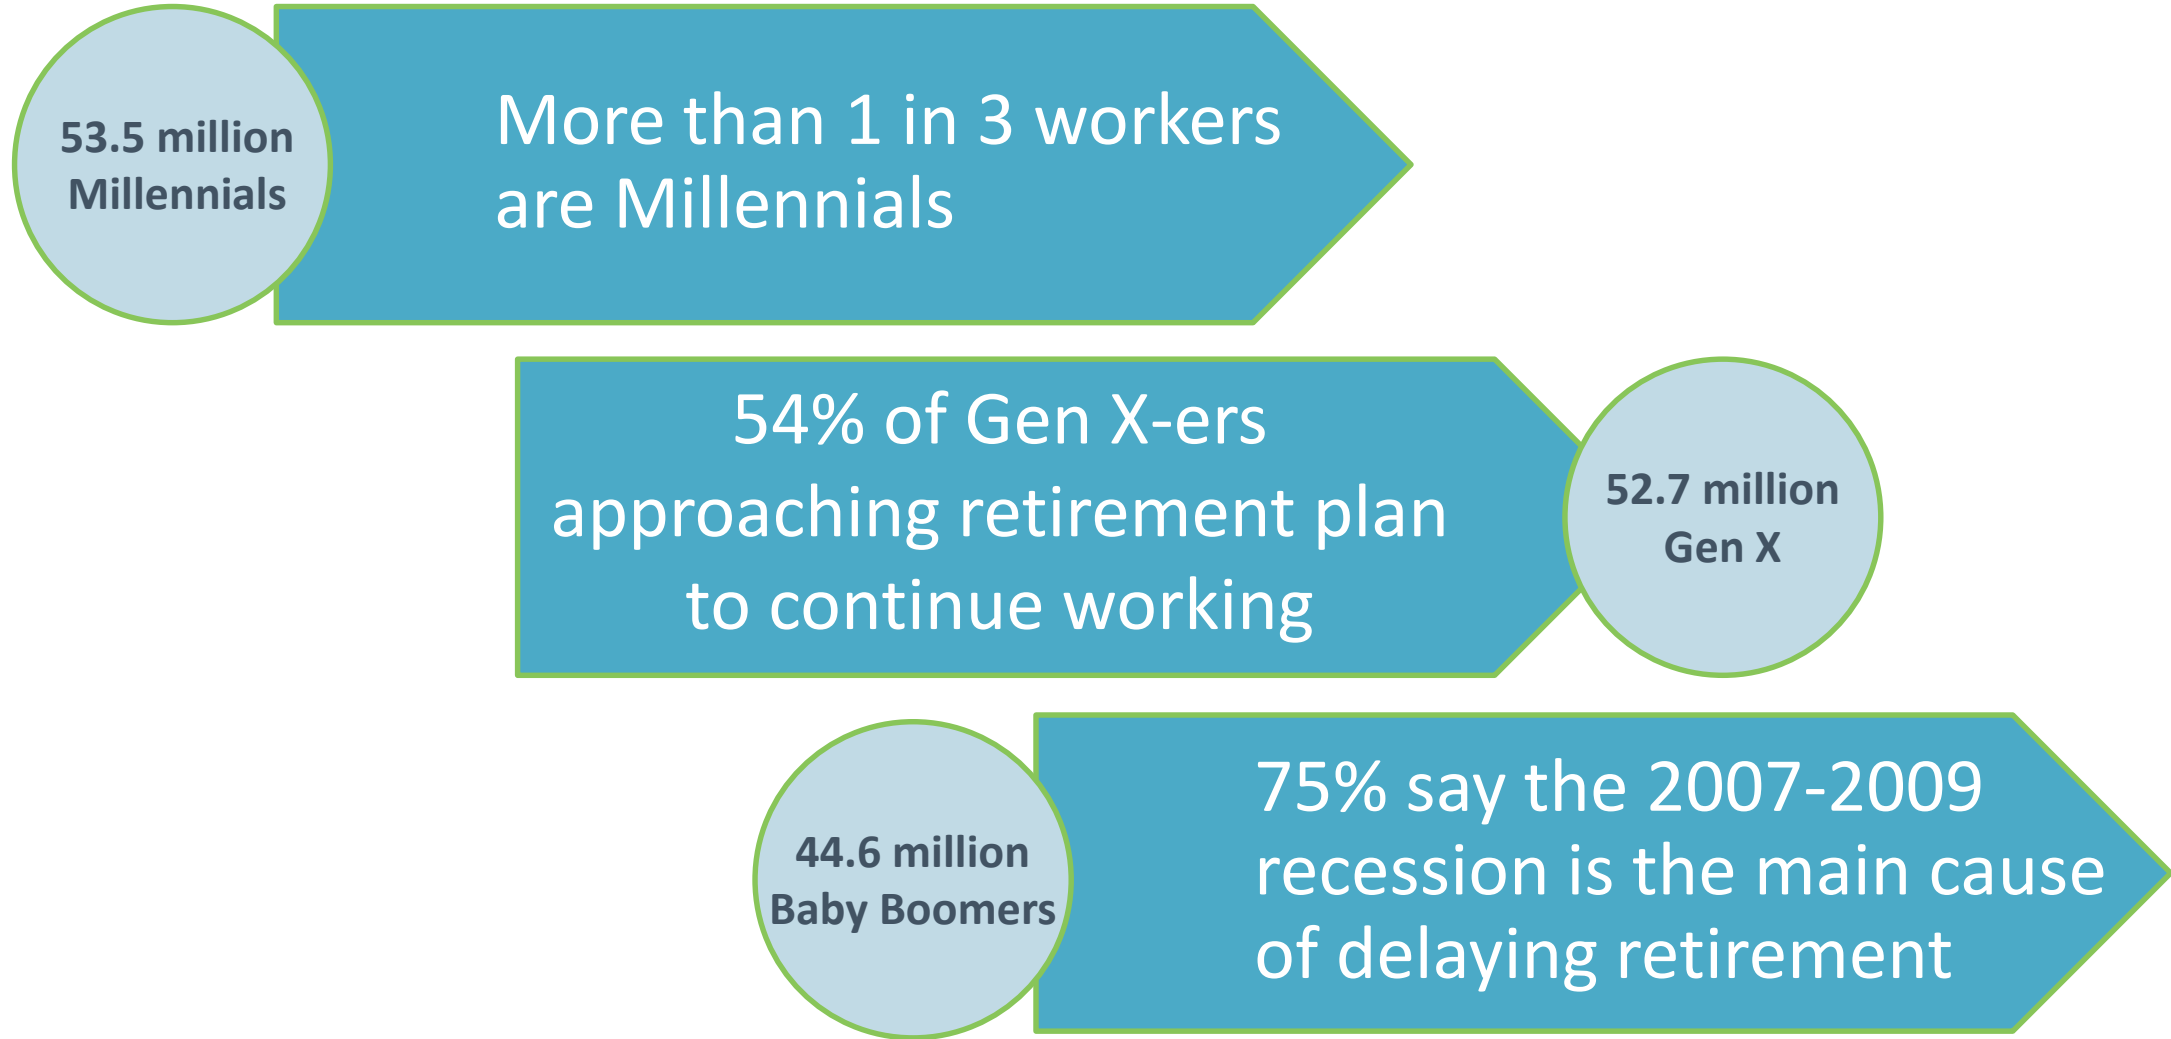 53.5 million
Millennials
More than 1 in 3 workers
are Millennials
54% of Gen X-ers
approaching retirement plan
to continue working
52.7 million
Gen X
44.6 million
Baby Boomers
75% say the 2007-2009
recession is the main cause
of delaying retirement